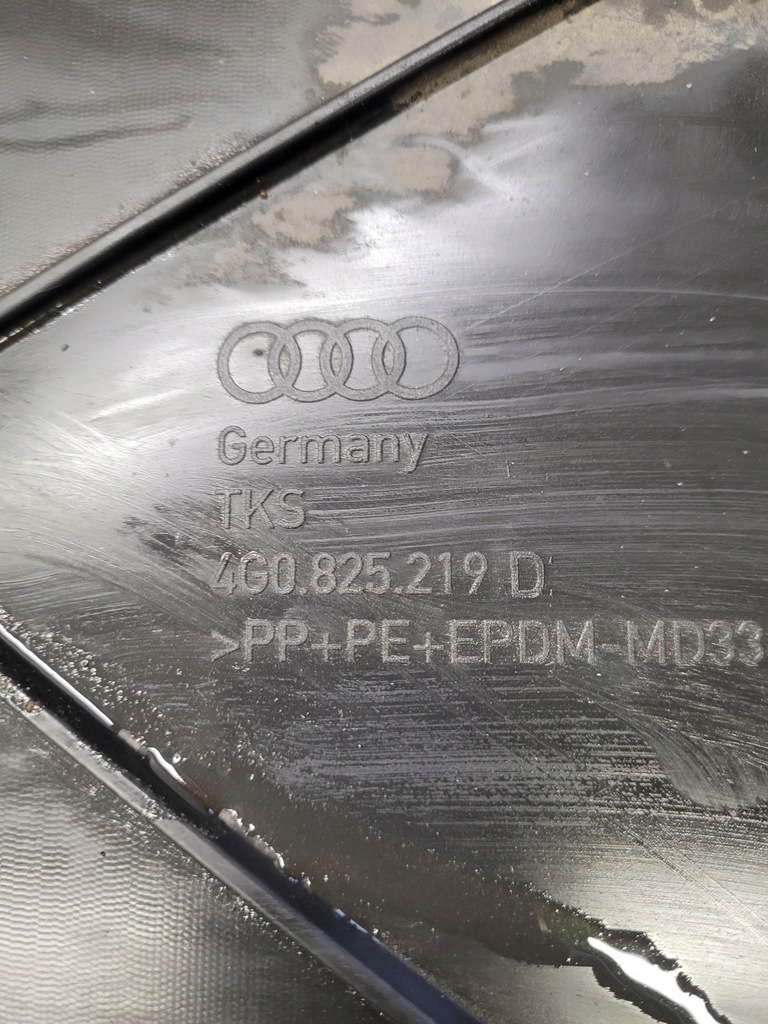 Germany
TKS
4G0.825.219 D
>PP+PE+EPDM-MD33